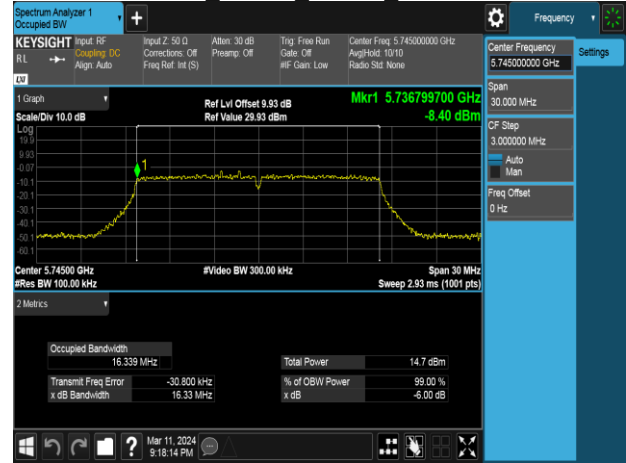 Spectrum Analyzer 1
Occupied BW
Frequency
KEYSIGHT
RL
LXI
Input: RF
Coupling: DC
Align: Auto
Input Z: 50 Ω
Corrections: Off
Freq Ref: Int (S)
Atten: 30 dB
Preamp: Off
Trig: Free Run
Gate: Off
#IF Gain: Low
Center Freq: 5.745000000 GHz
Avg|Hold: 10/10
Radio Std: None
Center Frequency
5.745000000 GHz
Settings
Span
30.000 MHz
CF Step
3.000000 MHz
Auto
Man
Freq Offset
0 Hz
1 Graph
Scale/Div 10.0 dB
Ref Lvl Offset 9.93 dB
Ref Value 29.93 dBm
Mkr1 5.736799700 GHz
-8.40 dBm
Log
19.9
9.93
-0.07
-10.1
-20.1
-30.1
-40.1
-50.1
-60.1
1
Center 5.74500 GHz
#Res BW 100.00 kHz
#Video BW 300.00 kHz
Span 30 MHz
Sweep 2.93 ms (1001 pts)
2 Metrics
Occupied Bandwidth
16.339 MHz
Total Power 14.7 dBm
Transmit Freq Error -30.800 kHz
% of OBW Power 99.00 %
x dB Bandwidth 16.33 MHz
x dB -6.00 dB
?
Mar 11, 2024
9:18:14 PM